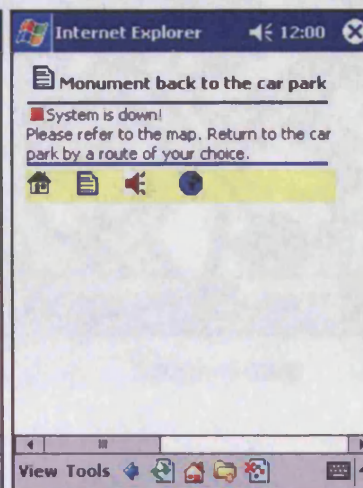 Internet Explorer 12:00
Monument back to the car park
System is down!
Please refer to the map. Return to the car
park by a route of your choice.
View Tools